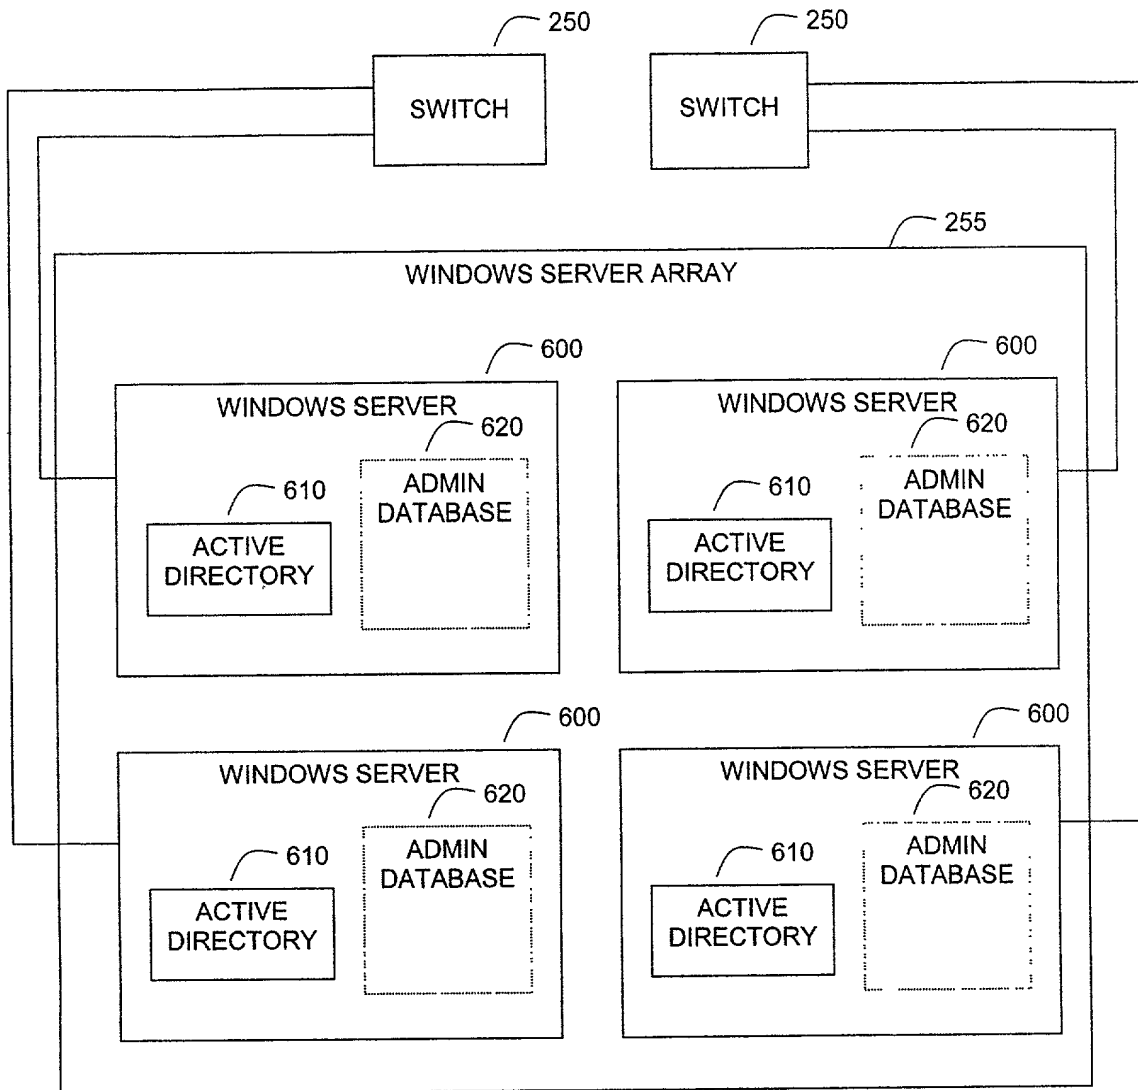 250
250
SWITCH
SWITCH
255
WINDOWS SERVER ARRAY
600
600
WINDOWS SERVER
620
ADMIN
DATABASE
610
ACTIVE
DIRECTORY
WINDOWS SERVER
620
ADMIN
DATABASE
610
ACTIVE
DIRECTORY
600
600
WINDOWS SERVER
620
ADMIN
DATABASE
610
ACTIVE
DIRECTORY
WINDOWS SERVER
620
ADMIN
DATABASE
610
ACTIVE
DIRECTORY